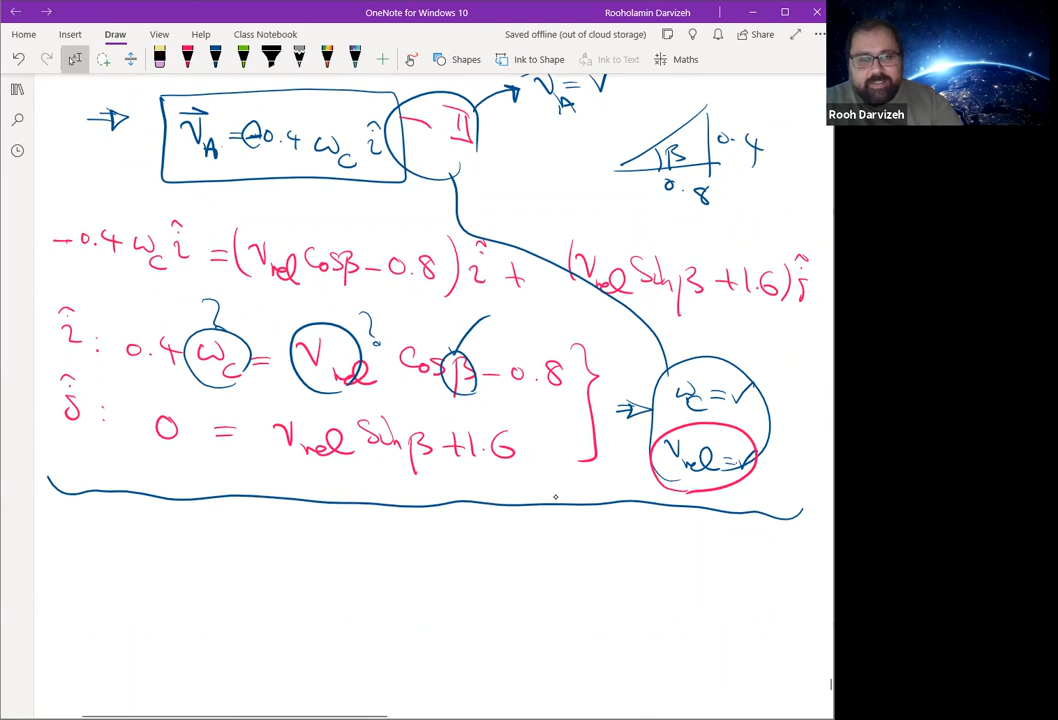 OneNote for Windows 10
Rooholamin Darvizeh
Home Insert Draw View Help Class Notebook
Saved offline (out of cloud storage)
Share
Shapes Ink to Shape Ink to Text Maths
Rooh Darvizeh
V_A = V
V_A = -0.4 ω_C î - II
β 0.4
0.8
-0.4 ω_C î = (V_rel Cosβ - 0.8) î + (V_rel Sinβ + 1.6) ĵ
? ?
î : 0.4 ω_C = V_rel Cosβ - 0.8
ĵ : 0 = V_rel Sinβ + 1.6
⇒ ω_C = ✓
V_rel = ✓